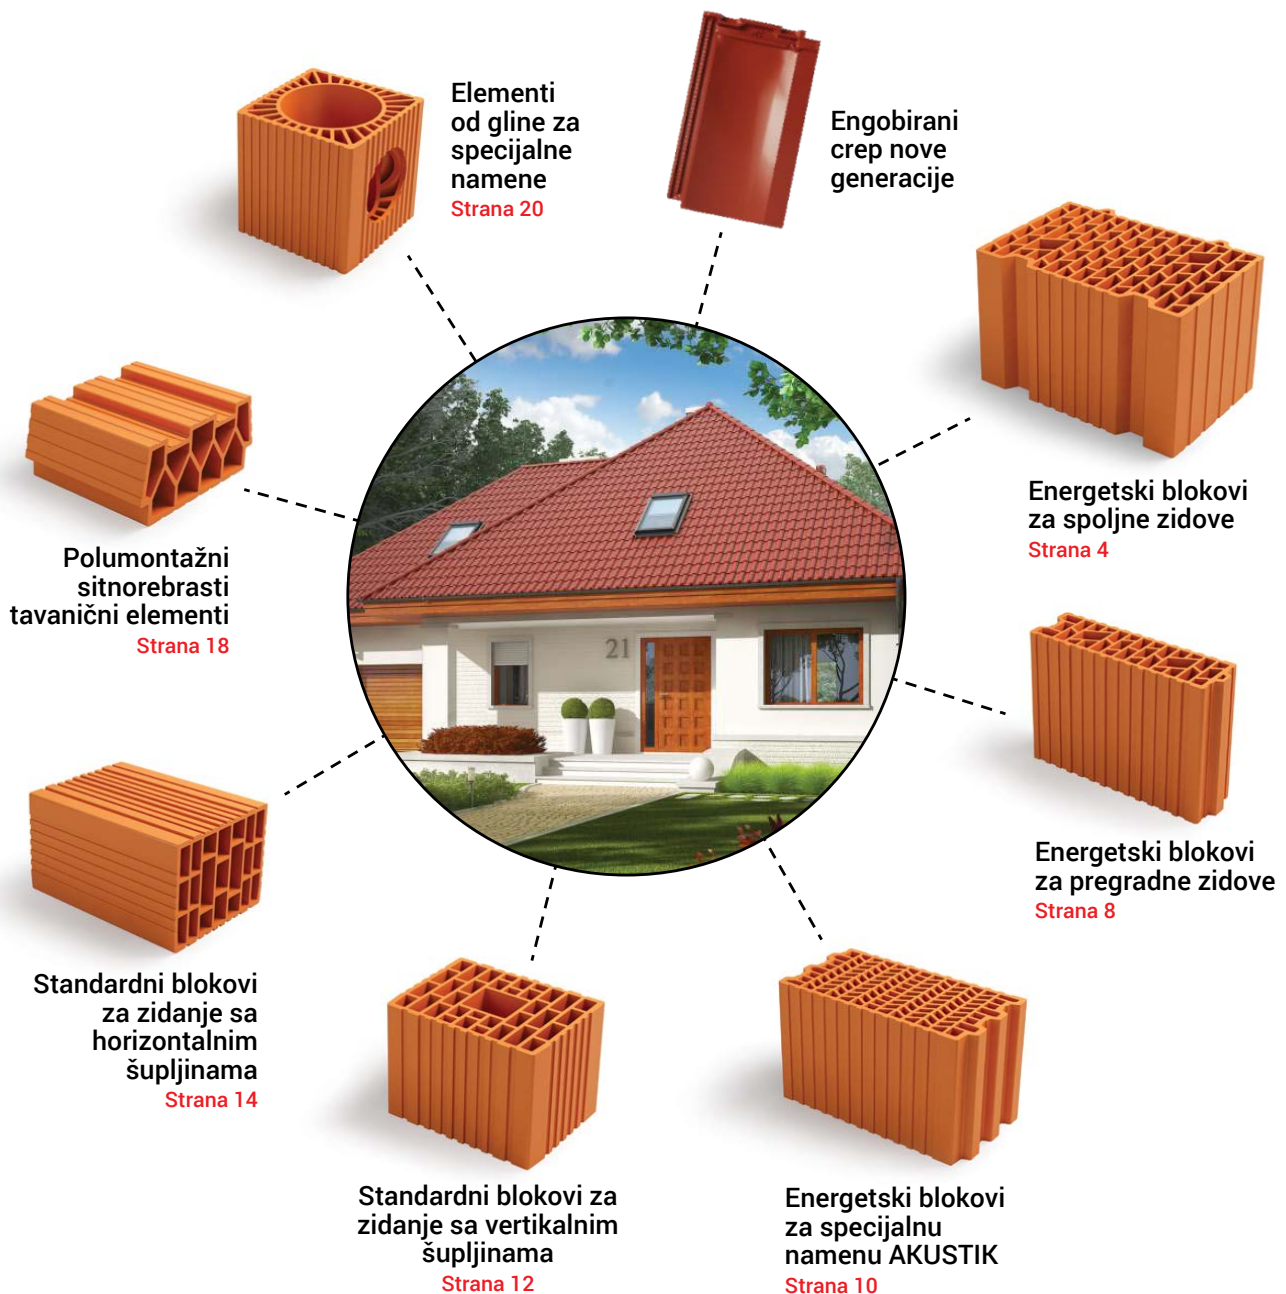 Elementi
od gline za
specijalne
namene
Strana 20
Engobirani
crep nove
generacije
Energetski blokovi
za spoljne zidove
Strana 4
Polumontažni
sitnorebrasti
tavanični elementi
Strana 18
21
Energetski blokovi
za pregradne zidove
Strana 8
Standardni blokovi
za zidanje sa
horizontalnim
šupljinama
Strana 14
Standardni blokovi za
zidanje sa vertikalnim
šupljinama
Strana 12
Energetski blokovi
za specijalnu
namenu AKUSTIK
Strana 10